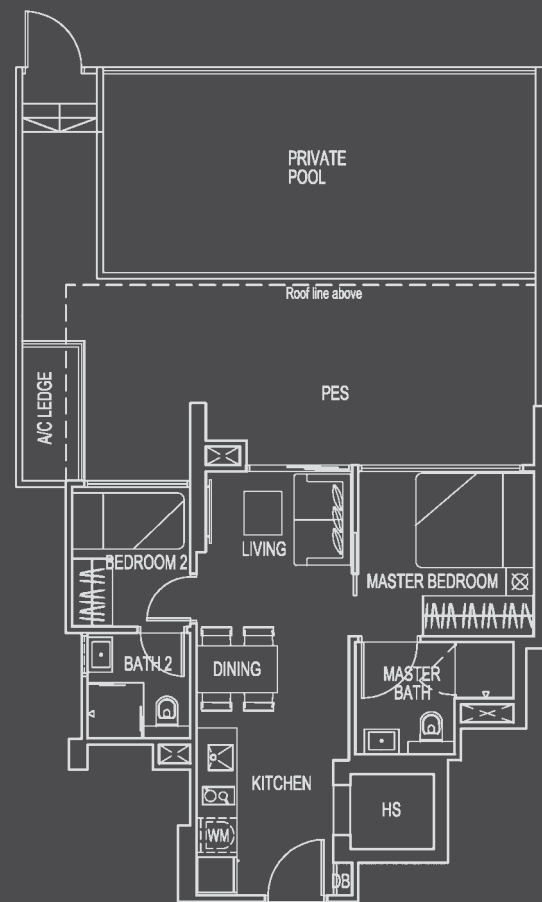 PRIVATE
POOL
Roof line above
A/C LEDGE
PES
LIVING
BEDROOM 2
MASTER BEDROOM
BATH 2
DINING
MASTER
BATH
KITCHEN
HS
WM
DB